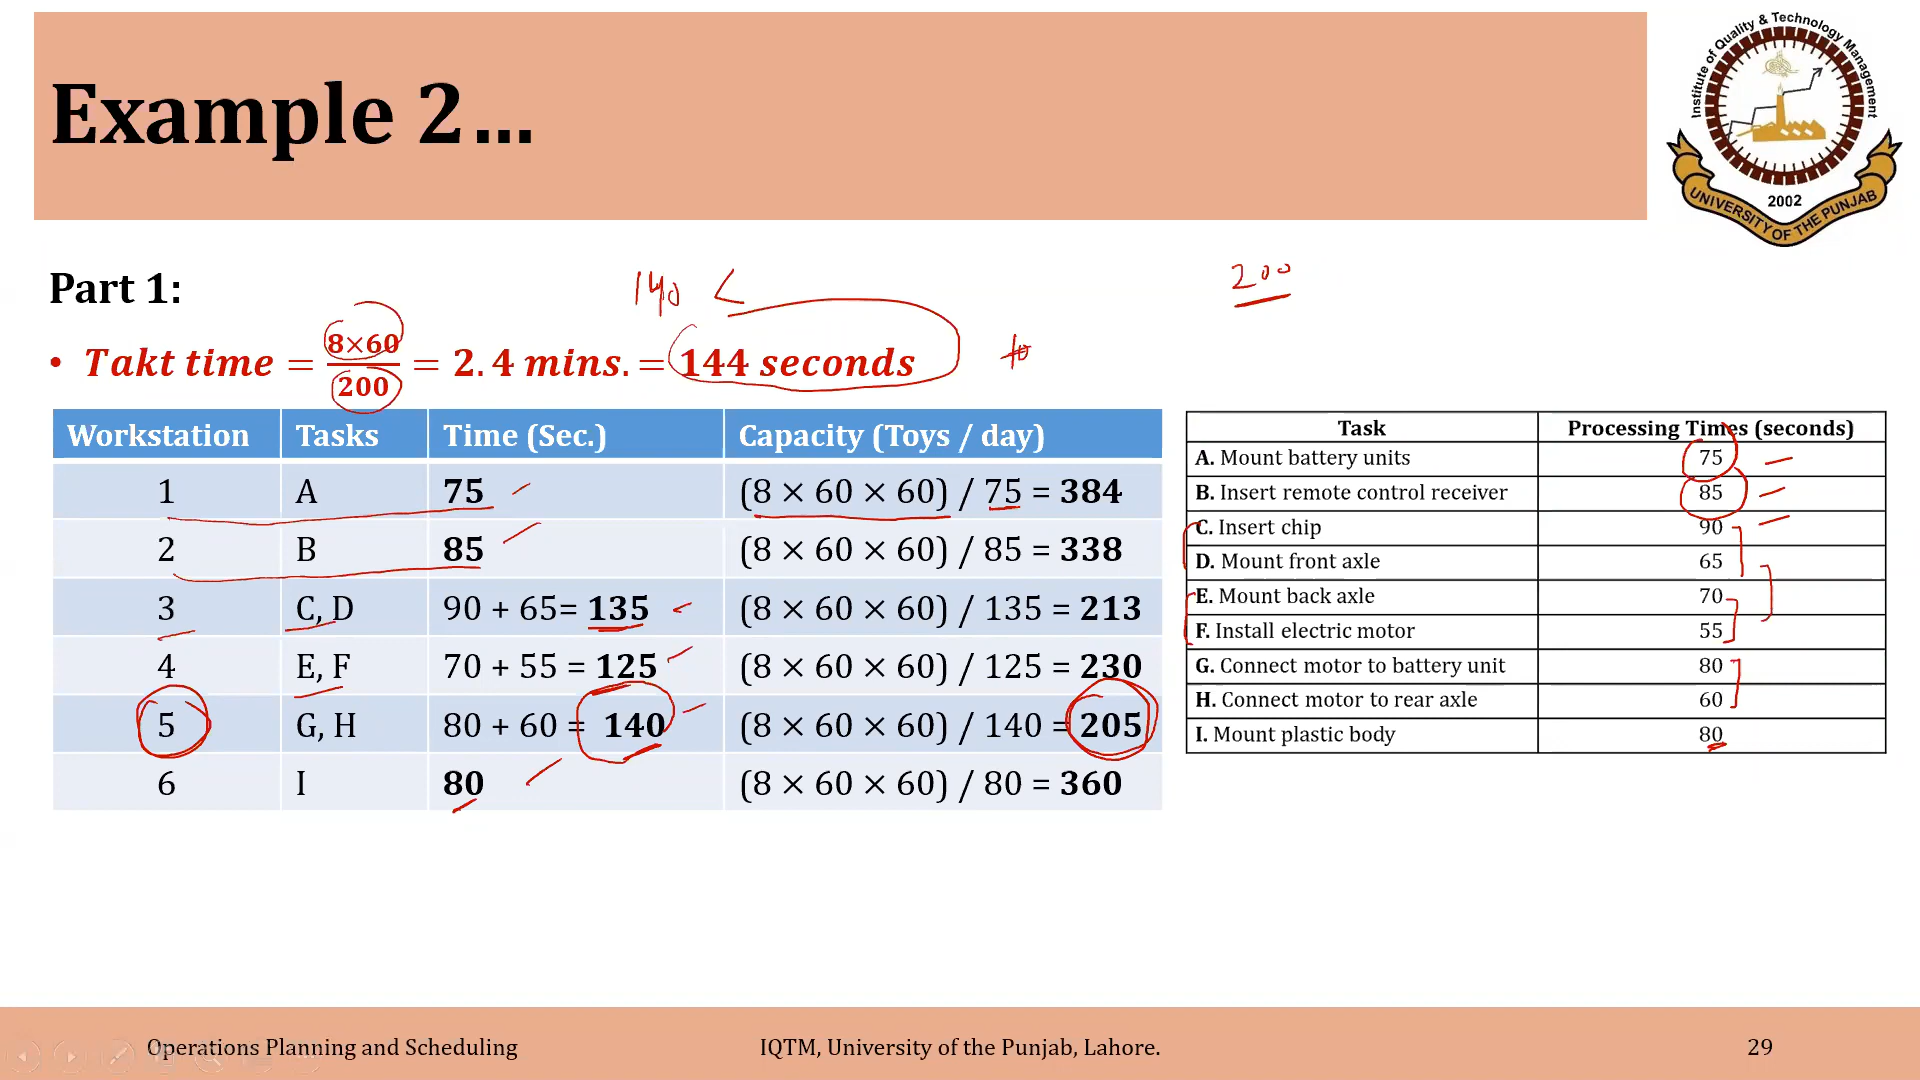 Example 2...
Institute of Quality & Technology Management
2002
UNIVERSITY OF THE PUNJAB
Part 1:
140 <
200
• Takt time = 8×60 / 200 = 2.4 mins. = 144 seconds
Workstation Tasks Time (Sec.) Capacity (Toys / day)
1 A 75 (8 × 60 × 60) / 75 = 384
2 B 85 (8 × 60 × 60) / 85 = 338
3 C, D 90 + 65= 135 (8 × 60 × 60) / 135 = 213
4 E, F 70 + 55 = 125 (8 × 60 × 60) / 125 = 230
5 G, H 80 + 60 = 140 (8 × 60 × 60) / 140 = 205
6 I 80 (8 × 60 × 60) / 80 = 360
Task Processing Times (seconds)
A. Mount battery units 75
B. Insert remote control receiver 85
C. Insert chip 90
D. Mount front axle 65
E. Mount back axle 70
F. Install electric motor 55
G. Connect motor to battery unit 80
H. Connect motor to rear axle 60
I. Mount plastic body 80
Operations Planning and Scheduling
IQTM, University of the Punjab, Lahore.
29